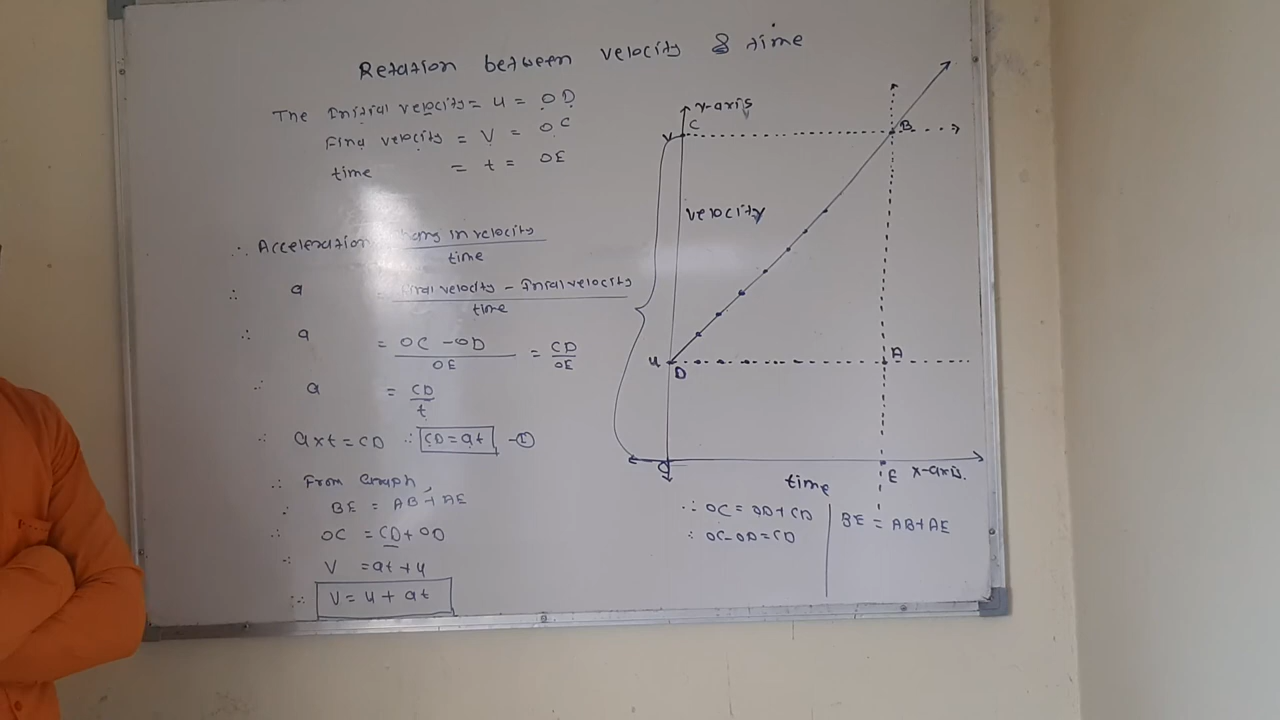 Relation between velocity & time
The Initial velocity = u = OD
Final velocity = V = OC
time = t = OE
∴ Acceleration in velocity
time
∴ a = velocity - Initial velocity
time
∴ a = OC - OD / OE = CD / OE
∴ a = CD / t
∴ a x t = CD ∴ CD = at - ①
∴ From Graph,
∴ BE = AB + AE
∴ OC = CD + OD
∴ V = at + u
∴ V = u + at
Y-axis
V C B
velocity
u D A
O E X-axis.
time
∴ OC = OD + CD
∴ OC - OD = CD
BE = AB + AE